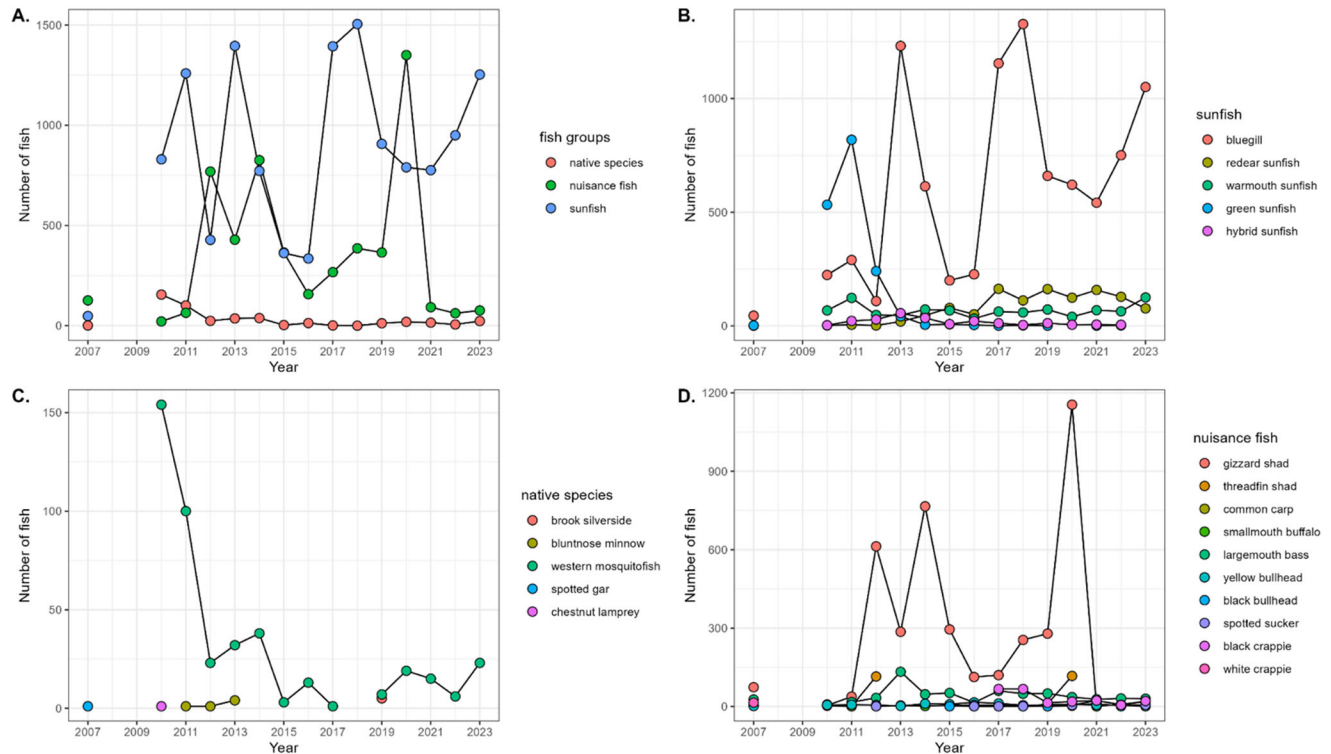 A.
1500
1000
500
0
Number of fish
2007 2009 2011 2013 2015 2017 2019 2021 2023
Year
fish groups
native species
nuisance fish
sunfish
B.
1000
500
0
Number of fish
2007 2009 2011 2013 2015 2017 2019 2021 2023
Year
sunfish
bluegill
redear sunfish
warmouth sunfish
green sunfish
hybrid sunfish
C.
150
100
50
0
Number of fish
2007 2009 2011 2013 2015 2017 2019 2021 2023
Year
native species
brook silverside
bluntnose minnow
western mosquitofish
spotted gar
chestnut lamprey
D.
1200
900
600
300
0
Number of fish
2007 2009 2011 2013 2015 2017 2019 2021 2023
Year
nuisance fish
gizzard shad
threadfin shad
common carp
smallmouth buffalo
largemouth bass
yellow bullhead
black bullhead
spotted sucker
black crappie
white crappie